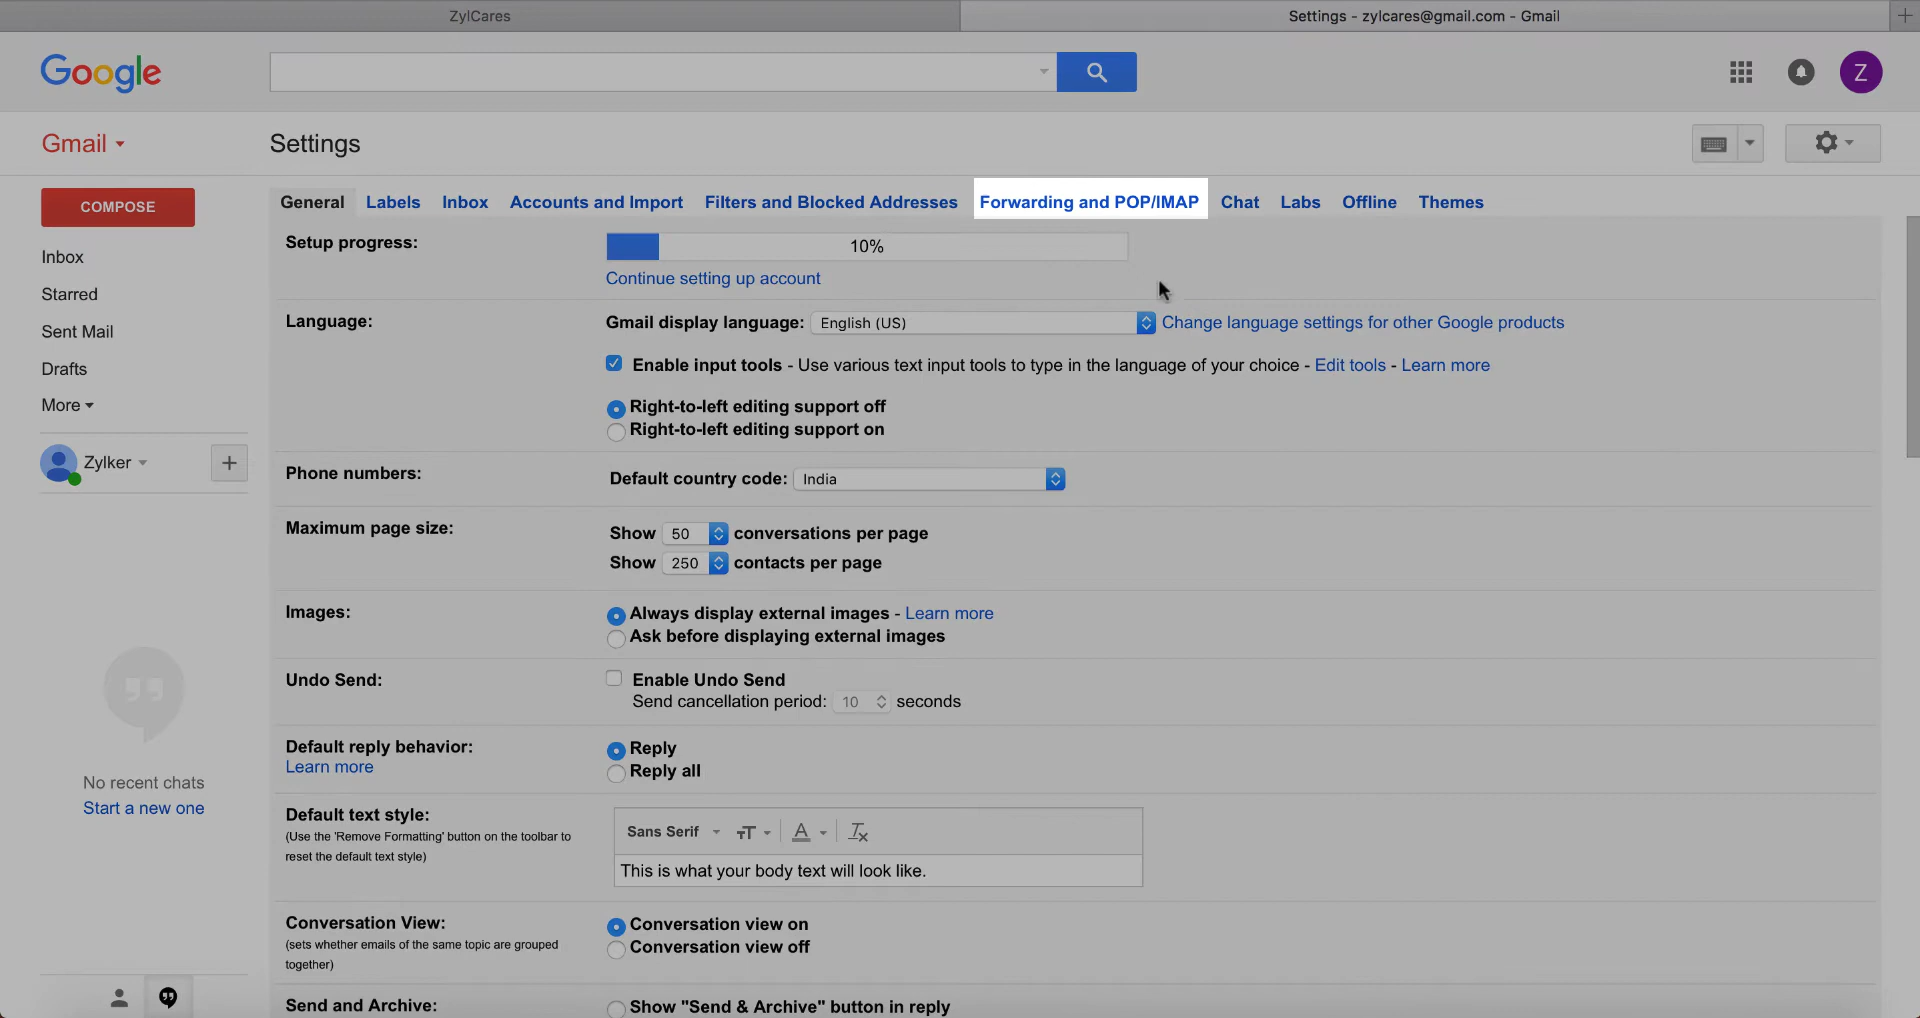 ZylCares
Settings - zylcares@gmail.com - Gmail
Google
Z
Gmail
Settings
COMPOSE
General Labels Inbox Accounts and Import Filters and Blocked Addresses Forwarding and POP/IMAP Chat Labs Offline Themes
Inbox
Starred
Sent Mail
Drafts
More
Zylker
No recent chats
Start a new one
Setup progress:
10%
Continue setting up account
Language:
Gmail display language: English (US) Change language settings for other Google products
Enable input tools - Use various text input tools to type in the language of your choice - Edit tools - Learn more
Right-to-left editing support off
Right-to-left editing support on
Phone numbers:
Default country code: India
Maximum page size:
Show 50 conversations per page
Show 250 contacts per page
Images:
Always display external images - Learn more
Ask before displaying external images
Undo Send:
Enable Undo Send
Send cancellation period: 10 seconds
Default reply behavior:
Learn more
Reply
Reply all
Default text style:
(Use the 'Remove Formatting' button on the toolbar to
reset the default text style)
Sans Serif
This is what your body text will look like.
Conversation View:
(sets whether emails of the same topic are grouped
together)
Conversation view on
Conversation view off
Send and Archive:
Show "Send & Archive" button in reply